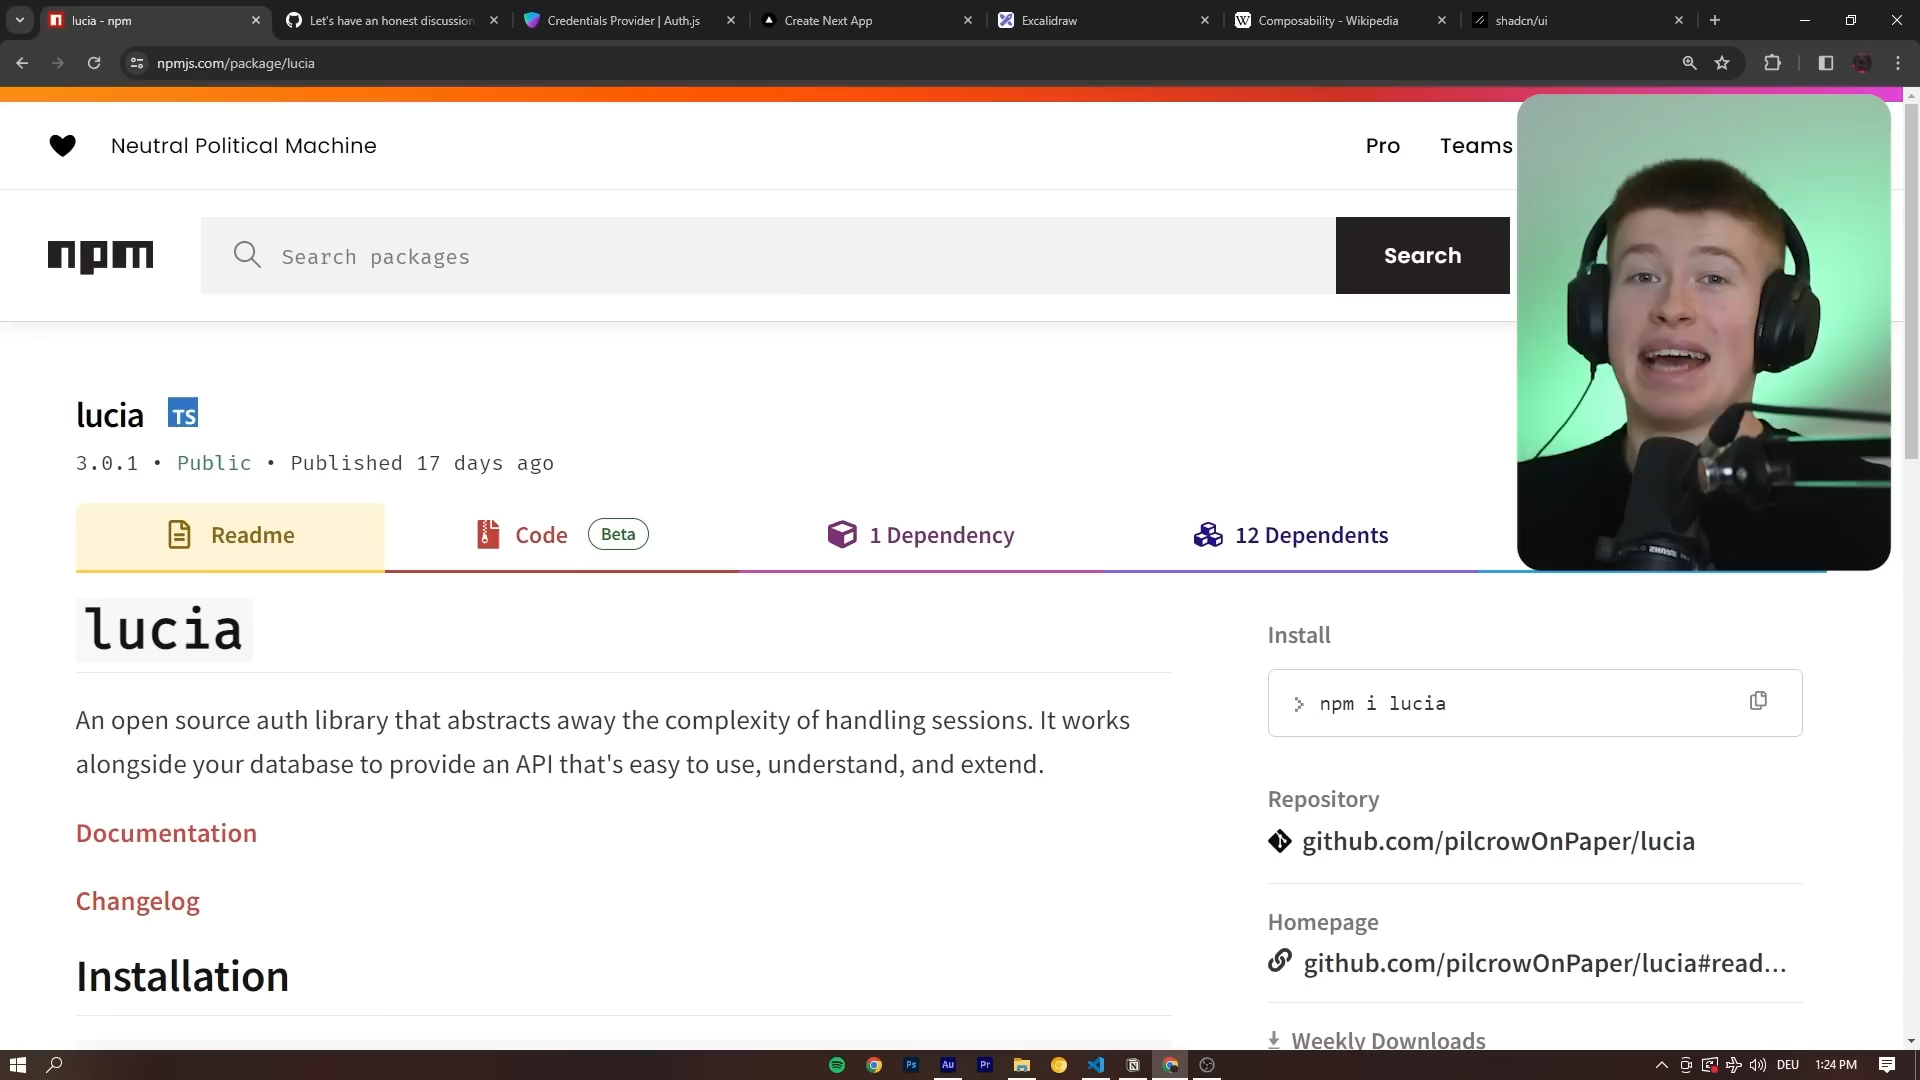 lucia - npm
Let's have an honest discussion
Credentials Provider | Auth.js
Create Next App
Excalidraw
Composability - Wikipedia
shadcn/ui
npmjs.com/package/lucia
Neutral Political Machine
Pro
Teams
npm
Search packages
Search
lucia TS
3.0.1 • Public • Published 17 days ago
Readme
Code Beta
1 Dependency
12 Dependents
lucia
An open source auth library that abstracts away the complexity of handling sessions. It works
alongside your database to provide an API that's easy to use, understand, and extend.
Documentation
Changelog
Installation
Install
npm i lucia
Repository
github.com/pilcrowOnPaper/lucia
Homepage
github.com/pilcrowOnPaper/lucia#read...
Weekly Downloads
SHURE
Ps
Au
Pr
DEU
1:24 PM